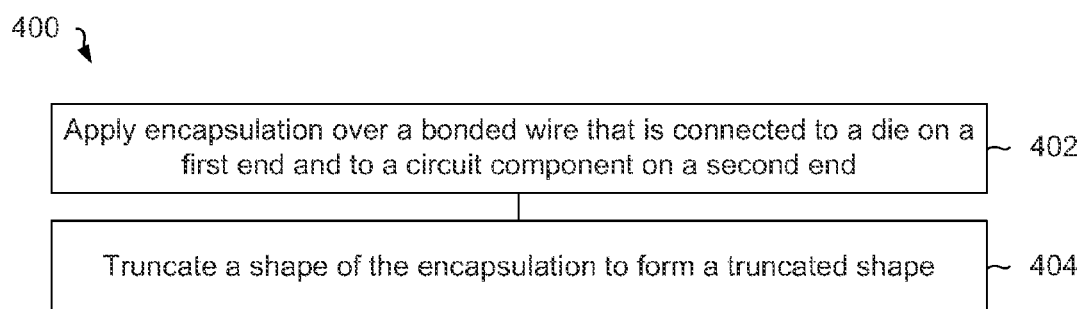 400
Apply encapsulation over a bonded wire that is connected to a die on a
first end and to a circuit component on a second end
402
Truncate a shape of the encapsulation to form a truncated shape
404